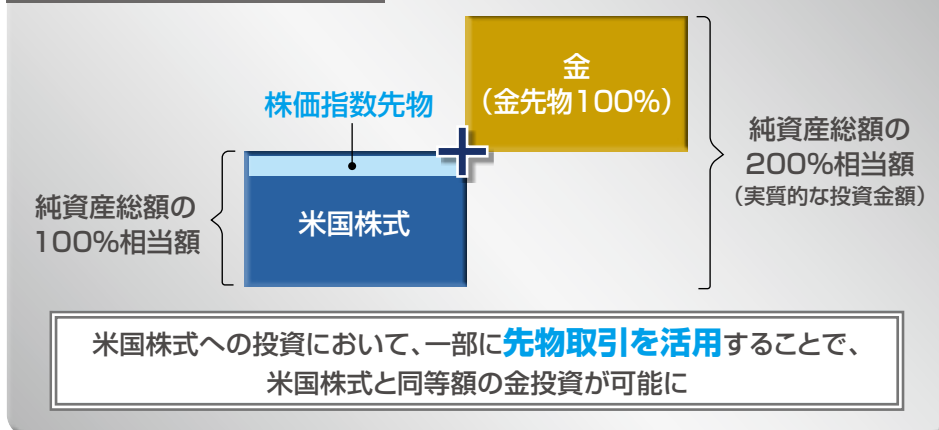 金
（金先物100%）
株価指数先物
純資産総額の
200%相当額
（実質的な投資金額）
純資産総額の
100%相当額
米国株式
米国株式への投資において、一部に先物取引を活用することで、
米国株式と同等額の金投資が可能に